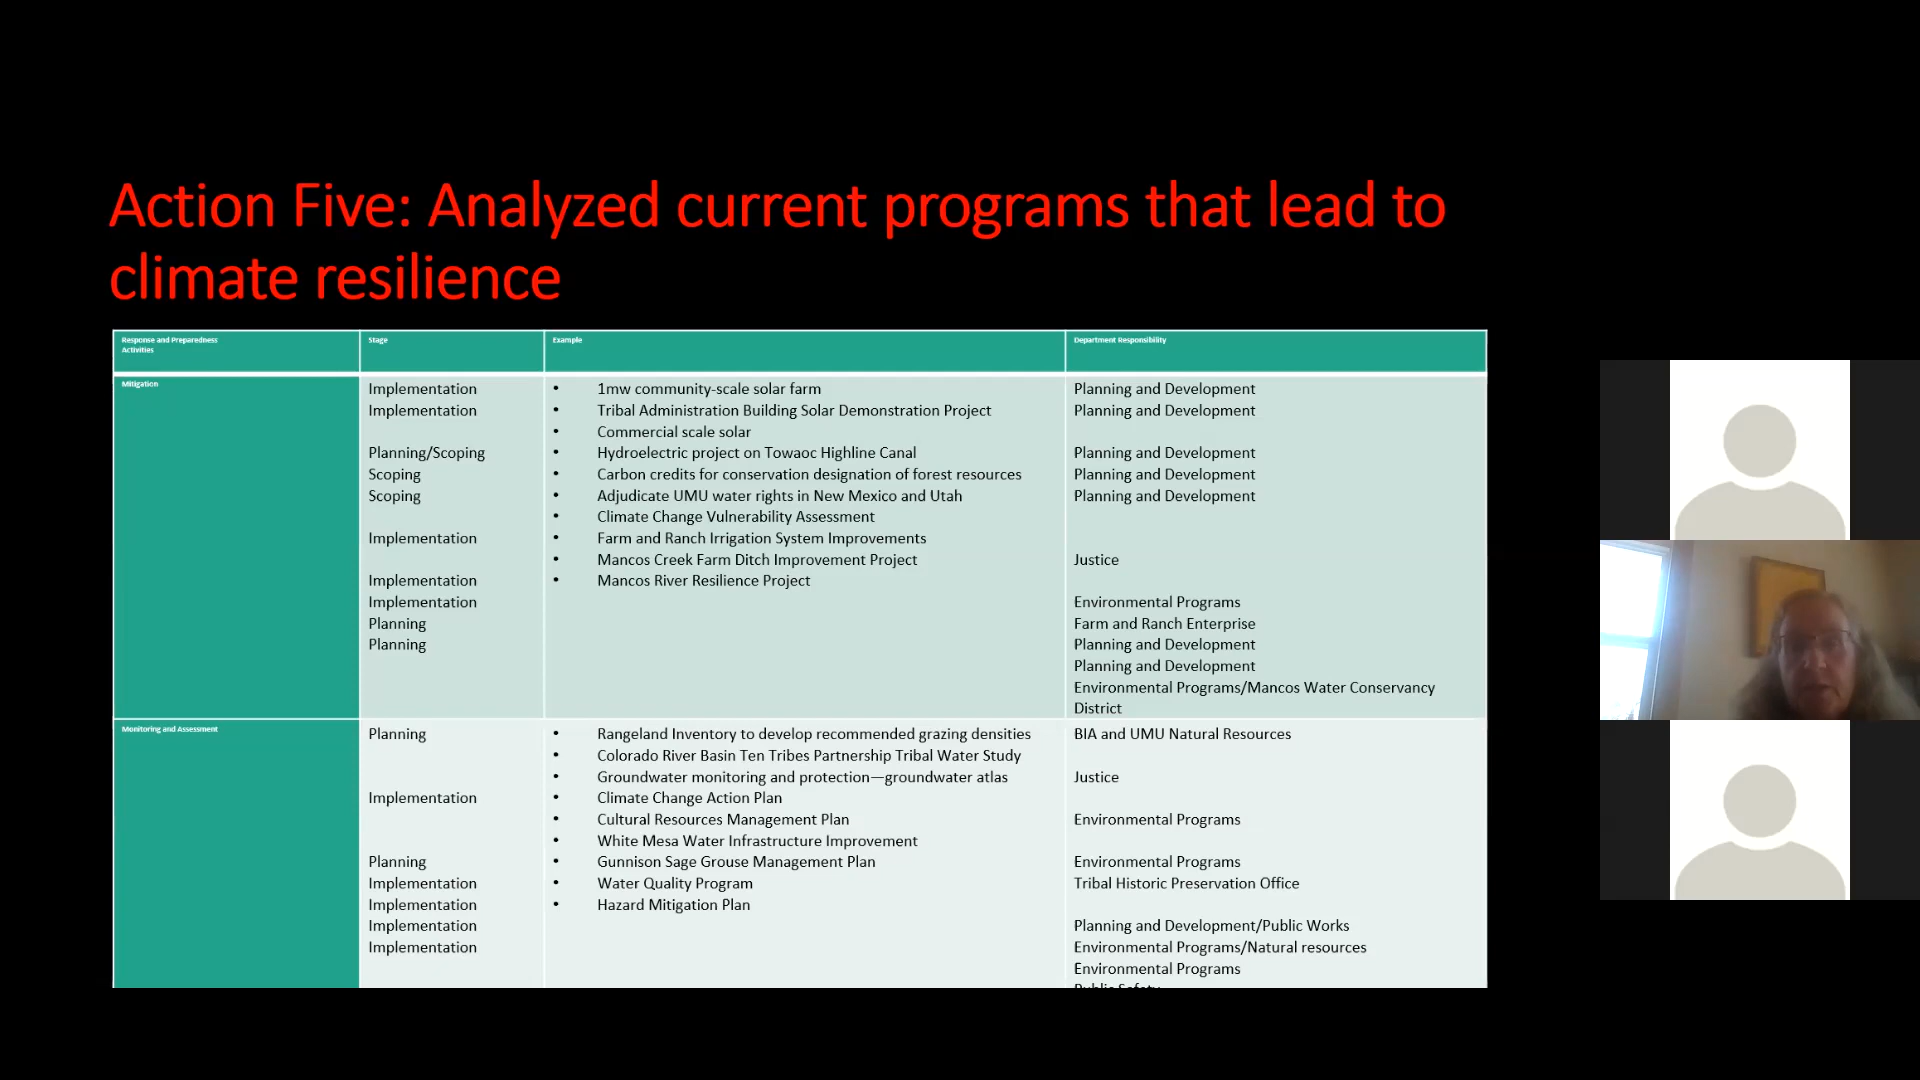 Action Five: Analyzed current programs that lead to
climate resilience
Response and Preparedness
Activities
Stage
Example
Department Responsibility
Mitigation
Implementation
Implementation
Planning/Scoping
Scoping
Scoping
Implementation
Implementation
Implementation
Planning
Planning
• 1mw community-scale solar farm
• Tribal Administration Building Solar Demonstration Project
• Commercial scale solar
• Hydroelectric project on Towaoc Highline Canal
• Carbon credits for conservation designation of forest resources
• Adjudicate UMU water rights in New Mexico and Utah
• Climate Change Vulnerability Assessment
• Farm and Ranch Irrigation System Improvements
• Mancos Creek Farm Ditch Improvement Project
• Mancos River Resilience Project
Planning and Development
Planning and Development
Planning and Development
Planning and Development
Planning and Development
Justice
Environmental Programs
Farm and Ranch Enterprise
Planning and Development
Planning and Development
Environmental Programs/Mancos Water Conservancy
District
Monitoring and Assessment
Planning
Implementation
Planning
Implementation
Implementation
Implementation
Implementation
• Rangeland Inventory to develop recommended grazing densities
• Colorado River Basin Ten Tribes Partnership Tribal Water Study
• Groundwater monitoring and protection—groundwater atlas
• Climate Change Action Plan
• Cultural Resources Management Plan
• White Mesa Water Infrastructure Improvement
• Gunnison Sage Grouse Management Plan
• Water Quality Program
• Hazard Mitigation Plan
BIA and UMU Natural Resources
Justice
Environmental Programs
Environmental Programs
Tribal Historic Preservation Office
Planning and Development/Public Works
Environmental Programs/Natural resources
Environmental Programs
Public Safety